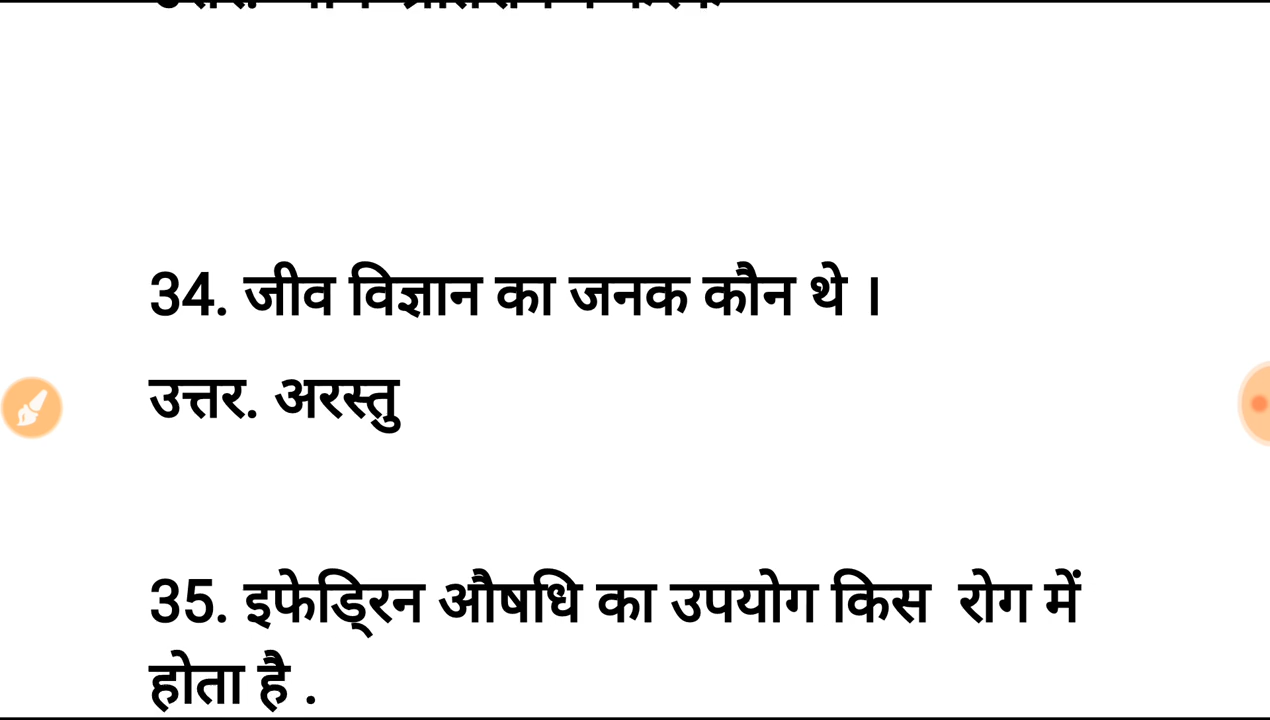 34. जीव विज्ञान का जनक कौन थे ।
उत्तर. अरस्तु
35. इफेड्रिन औषधि का उपयोग किस रोग में
होता है .